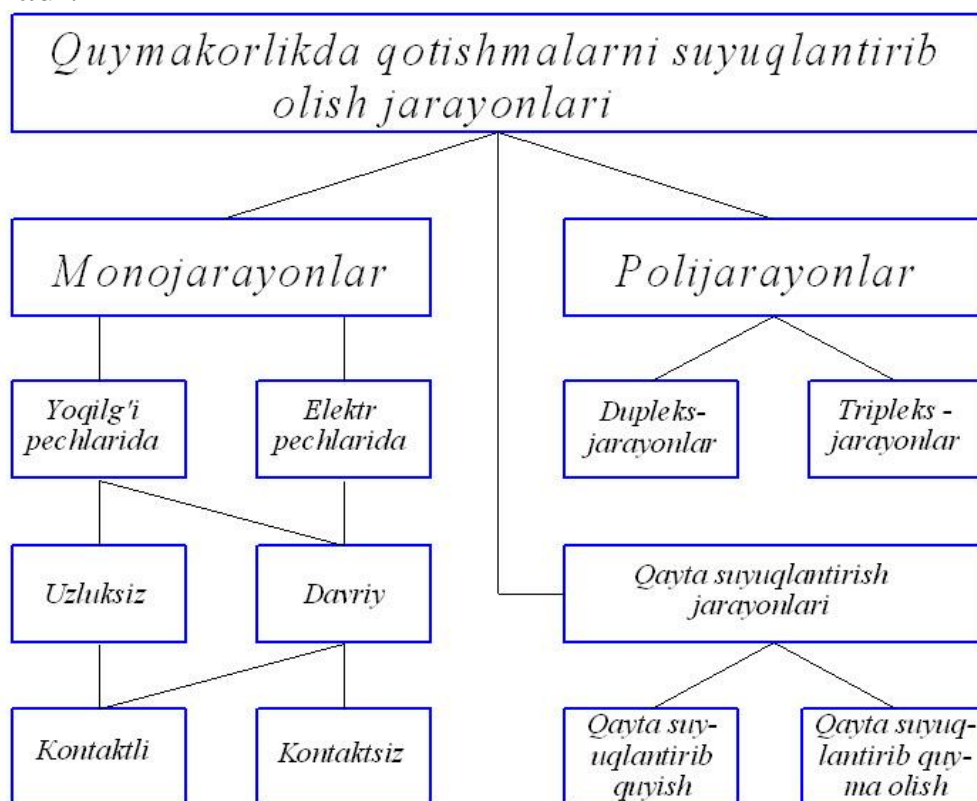 Quymakorlikda qotishmalarni suyuqlantirib
olish jarayonlari
Monojarayonlar
Polijarayonlar
Yoqilg'i
pechlarida
Elektr
pechlarida
Dupleks-
jarayonlar
Tripleks -
jarayonlar
Uzluksiz
Davriy
Qayta suyuqlantirish
jarayonlari
Kontaktli
Kontaktsiz
Qayta suy-
uqlantirib
quyish
Qayta suyuq-
lantirib quy-
ma olish